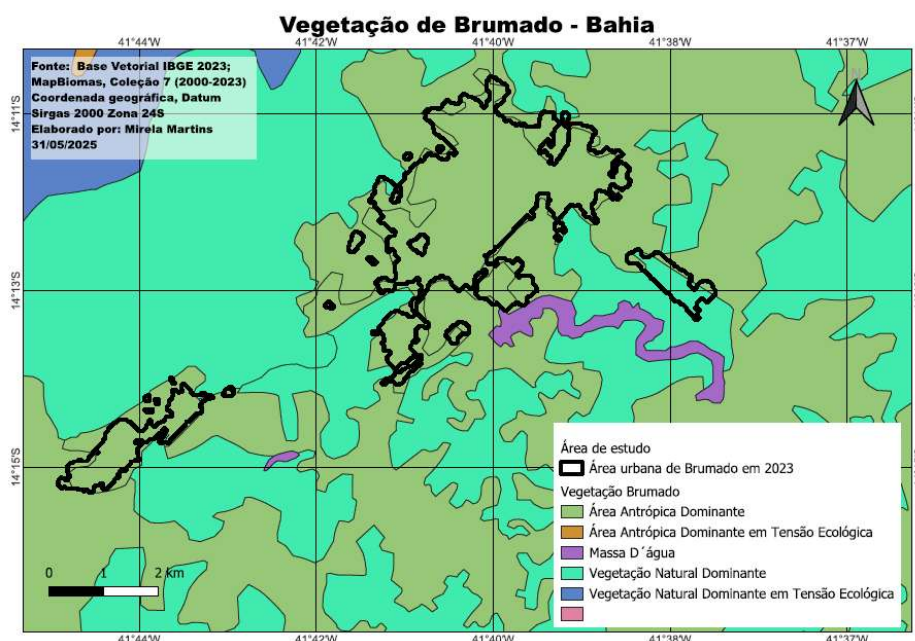 Vegetação de Brumado - Bahia
41°44'W 41°42'W 41°40'W 41°38'W 41°37'W
Fonte: Base Vetorial IBGE 2023;
MapBiomas, Coleção 7 (2000-2023)
Coordenada geográfica, Datum
Sirgas 2000 Zona 24S
Elaborado por: Mirela Martins
31/05/2025
N
14°11'S
14°13'S
14°15'S
Área de estudo
Área urbana de Brumado em 2023
Vegetação Brumado
Área Antrópica Dominante
Área Antrópica Dominante em Tensão Ecológica
Massa D´água
Vegetação Natural Dominante
Vegetação Natural Dominante em Tensão Ecológica
0 1 2 km
41°44'W 41°42'W 41°40'W 41°38'W 41°37'W